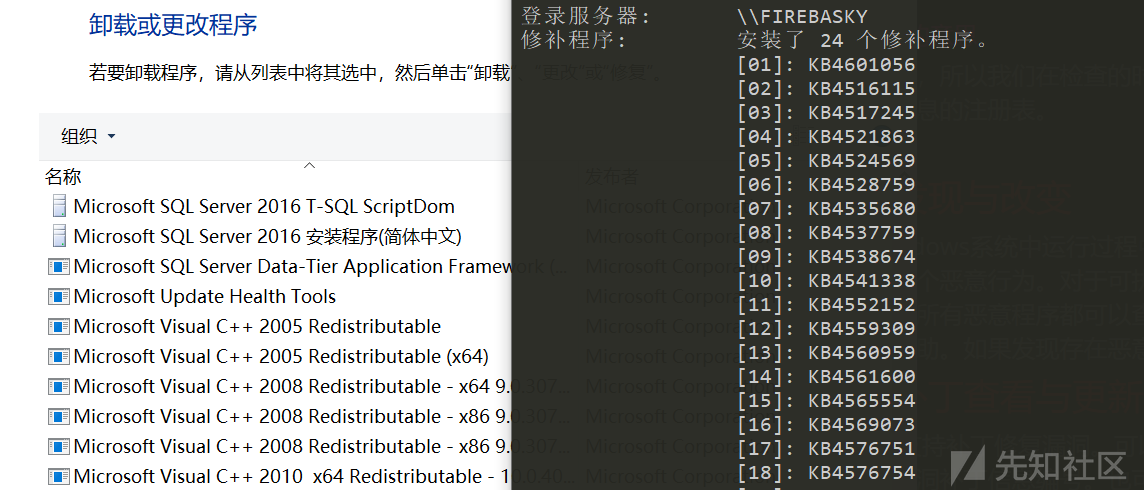 卸载或更改程序
若要卸载程序，请从列表中将其选中，然后单击“卸载”、“更改”或“修复”。
组织
名称
发布者
Microsoft SQL Server 2016 T-SQL ScriptDom
Microsoft SQL Server 2016 安装程序(简体中文)
Microsoft SQL Server Data-Tier Application Framework (...
Microsoft Update Health Tools
Microsoft Visual C++ 2005 Redistributable
Microsoft Visual C++ 2005 Redistributable (x64)
Microsoft Visual C++ 2008 Redistributable - x64 9.0.307...
Microsoft Visual C++ 2008 Redistributable - x86 9.0.307...
Microsoft Visual C++ 2008 Redistributable - x86 9.0.307...
Microsoft Visual C++ 2010  x64 Redistributable - 10.0.40...
登录服务器: \\FIREBASKY
修补程序: 安装了 24 个修补程序。
[01]: KB4601056
[02]: KB4516115
[03]: KB4517245
[04]: KB4521863
[05]: KB4524569
[06]: KB4528759
[07]: KB4535680
[08]: KB4537759
[09]: KB4538674
[10]: KB4541338
[11]: KB4552152
[12]: KB4559309
[13]: KB4560959
[14]: KB4561600
[15]: KB4565554
[16]: KB4569073
[17]: KB4576751
[18]: KB4576754
先知社区